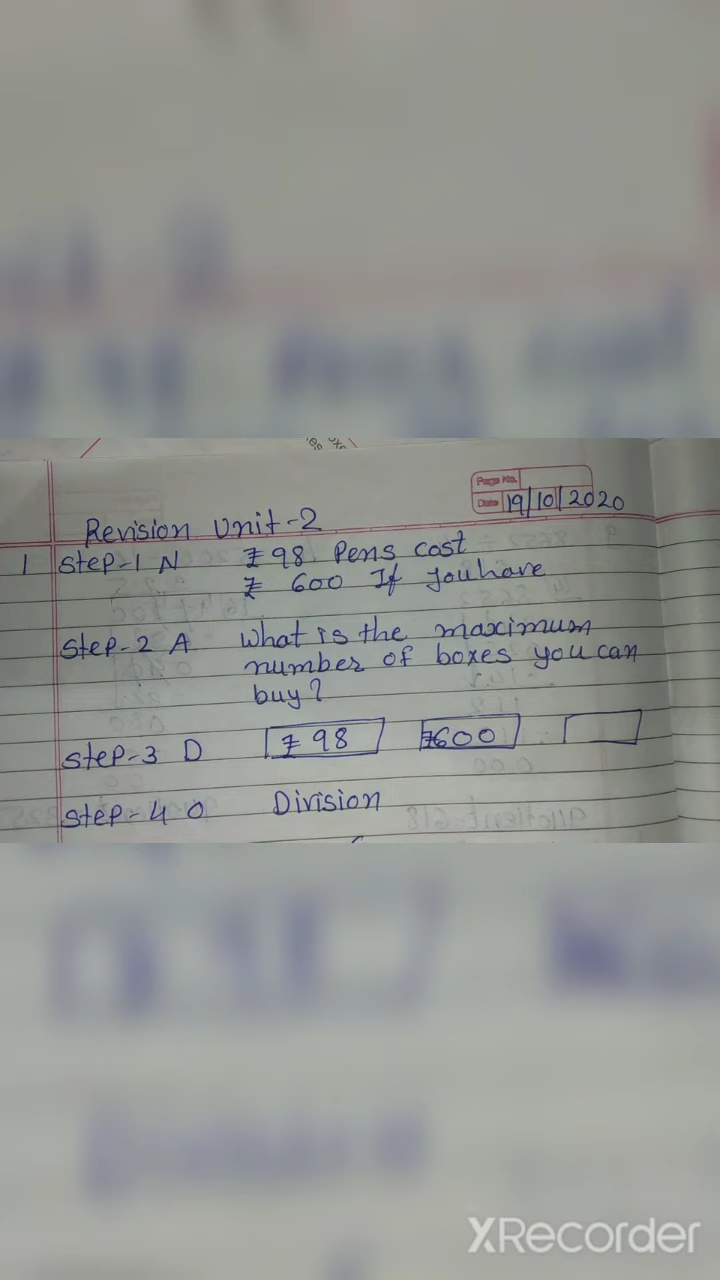 Page No.
Date 19/10/2020
Revision Unit-2
1 Step-1 N ₹ 98 Pens cost
₹ 600 If you have
Step-2 A What is the maximum
number of boxes you can
buy?
Step-3 D ₹ 98 ₹600
Step-4 O Division
XRecorder